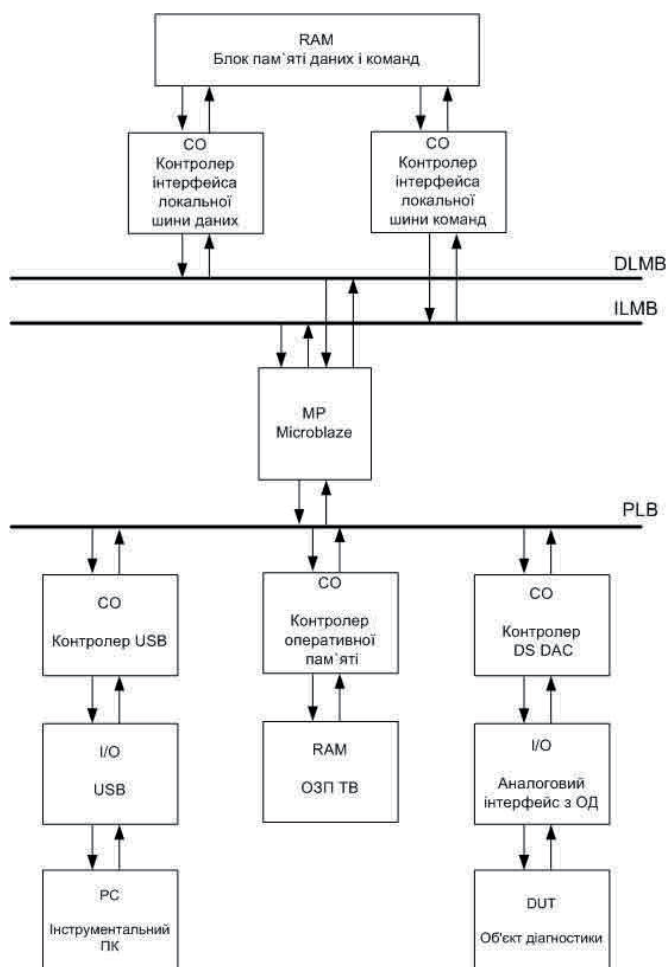 RAM
Блок пам`яті даних і команд
CO
Контролер
інтерфейса
локальної
шини даних
CO
Контролер
інтерфейса
локальної
шини команд
DLMB
ILMB
MP
Microblaze
PLB
CO
Контролер USB
CO
Контролер
оперативної
пам`яті
CO
Контролер
DS DAC
I/O
USB
RAM
ОЗП ТВ
I/O
Аналоговий
інтерфейс з ОД
PC
Інструментальний
ПК
DUT
Об'єкт діагностики